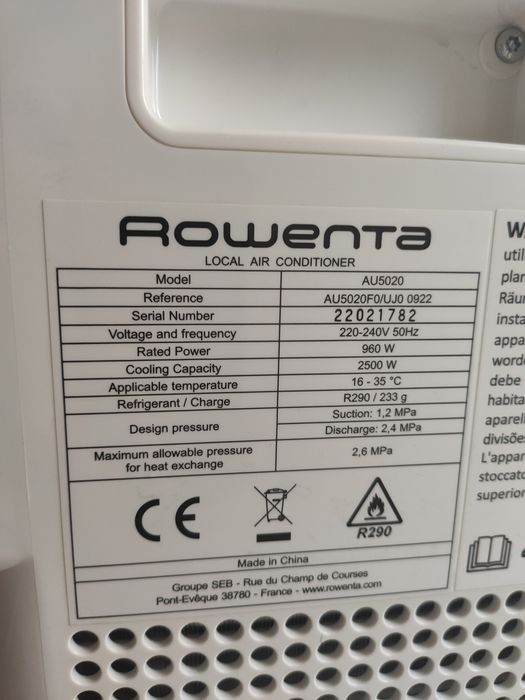 Rowenta
LOCAL AIR CONDITIONER
Model AU5020
Reference AU5020F0/UJ0 0922
Serial Number 22021782
Voltage and frequency 220-240V 50Hz
Rated Power 960 W
Cooling Capacity 2500 W
Applicable temperature 16 - 35 °C
Refrigerant / Charge R290 / 233 g
Design pressure Suction: 1,2 MPa
Discharge: 2,4 MPa
Maximum allowable pressure
for heat exchange 2,6 MPa
CE
R290
Made in China
Groupe SEB - Rue du Champ de Courses
Pont-Evêque 38780 - France - www.rowenta.com
util
plan
Räu
insta
appa
word
debe
habita
aparel
divisõe
L'appar
stoccato
superior